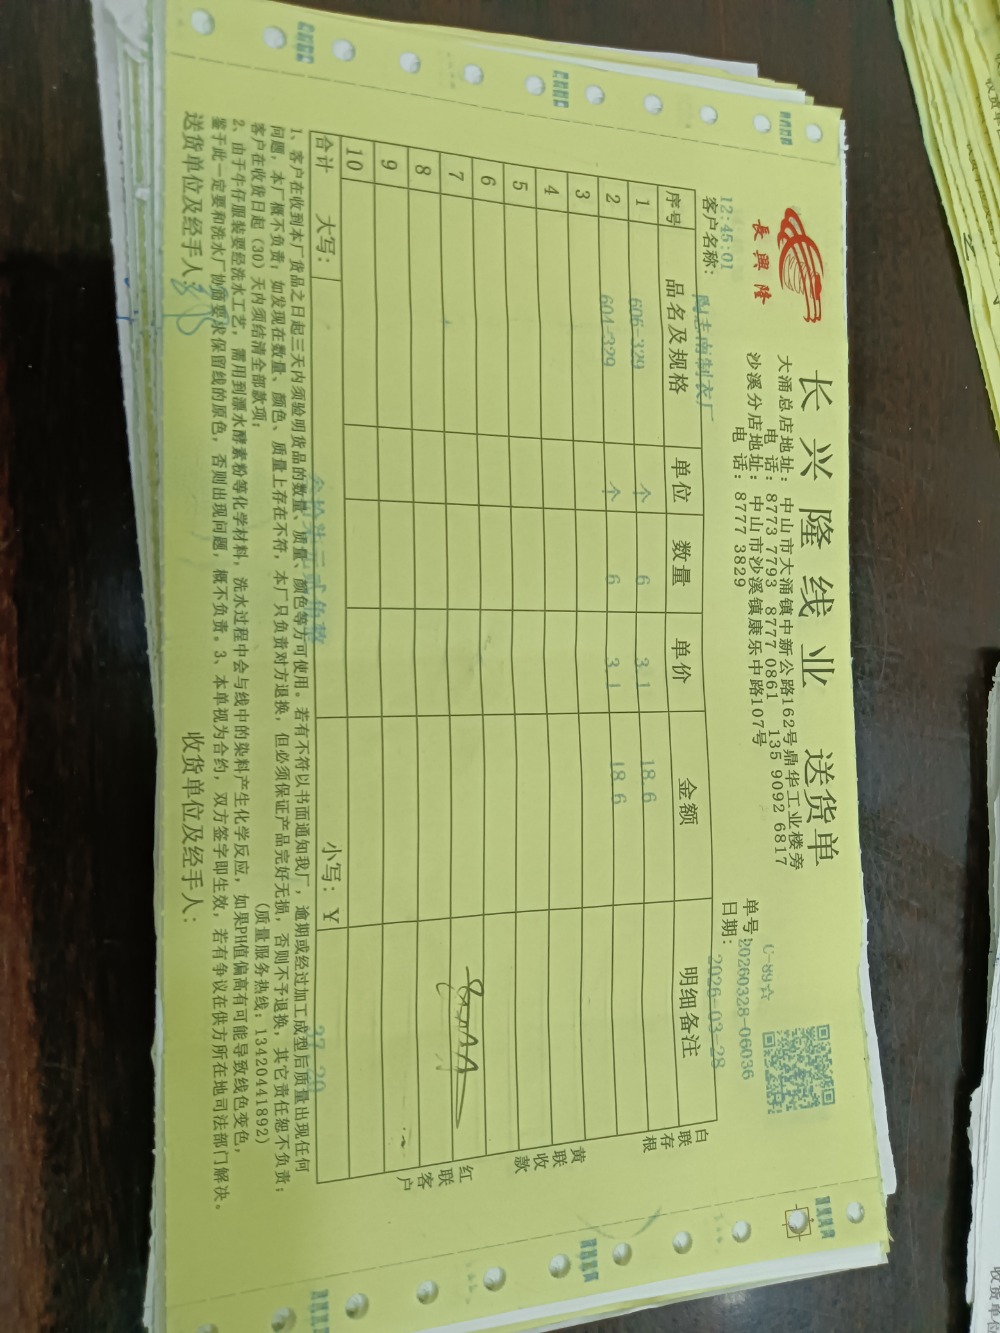 長興隆
长兴隆线业 送货单
大涌总店地址：中山市大涌镇中新公路162号鼎华工业楼旁
电 话：8773 7793 8777 0861 135 9092 6817
沙溪分店地址：中山市沙溪镇康乐中路107号
电 话：8777 3829
C-89☆
单号：20260328-06036
日期：2026-03-28
12:45:01
客户名称：
序号 品名及规格 单位 数量 单价 金额 明细备注
1 606-329 个 6 3.1 18.6
2 604-329 个 6 3.1 18.6
3
4
5
6
7
8
9
10
合计 大写：叁拾柒元贰角整 小写：¥ 37.20
白联存根
黄联收款
红联客户
1、客户在收到本厂货品之日起三天内须验明货品的数量、质量、颜色等方可使用。若有不符以书面通知我厂，逾期或经过加工成型后质量出现任何
问题，本厂概不负责，如发现在数量、颜色、质量上存在不符，本厂只负责对方退换，但必须保证产品完好无损，否则不予退换，其它责任恕不负责；
客户在收货日起（30）天内须结清全部款项； （质量服务热线：13420441892）
2、由于牛仔服装要经洗水工艺，需用到漂水酵素粉等化学材料，洗水过程中会与线中的染料产生化学反应，如果PH值偏高有可能导致线色变色，
鉴于此一定要和洗水厂协商要求保留线的原色，否则出现问题，概不负责。3、本单视为合约，双方签字即生效，若有争议在供方所在地司法部门解决。
送货单位及经手人： 收货单位及经手人：